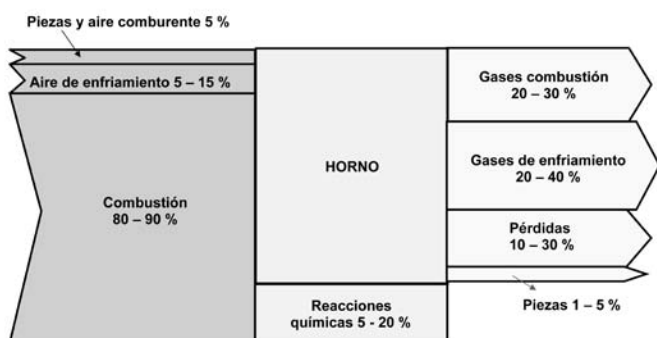 Piezas y aire comburente 5 %
Aire de enfriamiento 5 – 15 %
Combustión
80 – 90 %
HORNO
Reacciones
químicas 5 - 20 %
Gases combustión
20 – 30 %
Gases de enfriamiento
20 – 40 %
Pérdidas
10 – 30 %
Piezas 1 – 5 %